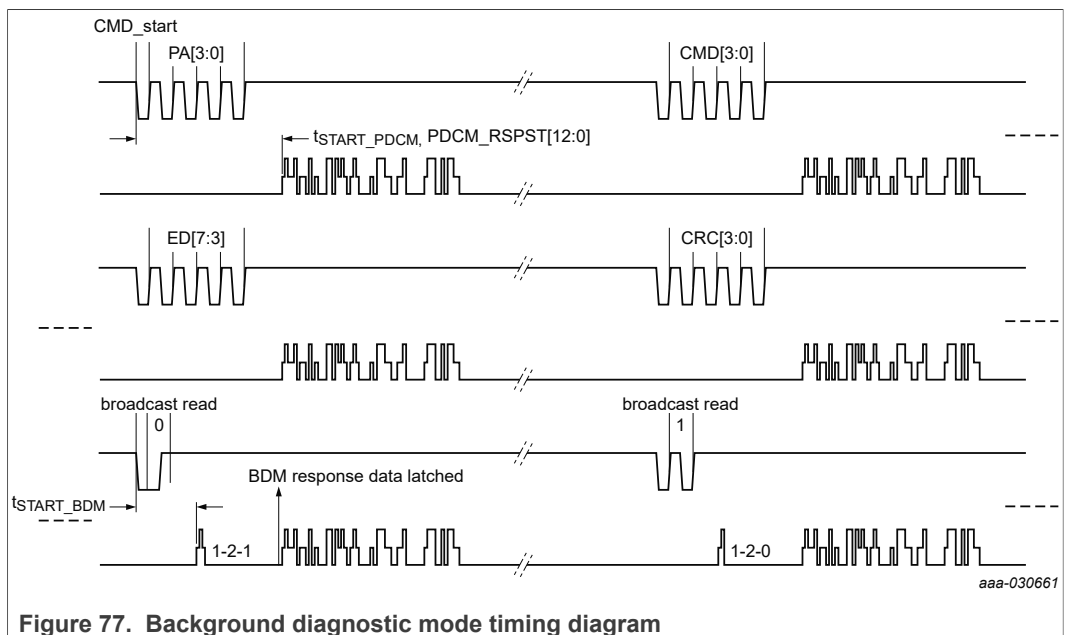 CMD_start
PA[3:0]
CMD[3:0]
tSTART_PDCM, PDCM_RSPST[12:0]
ED[7:3]
CRC[3:0]
broadcast read
0
broadcast read
1
BDM response data latched
tSTART_BDM
1-2-1
1-2-0
aaa-030661
Figure 77. Background diagnostic mode timing diagram